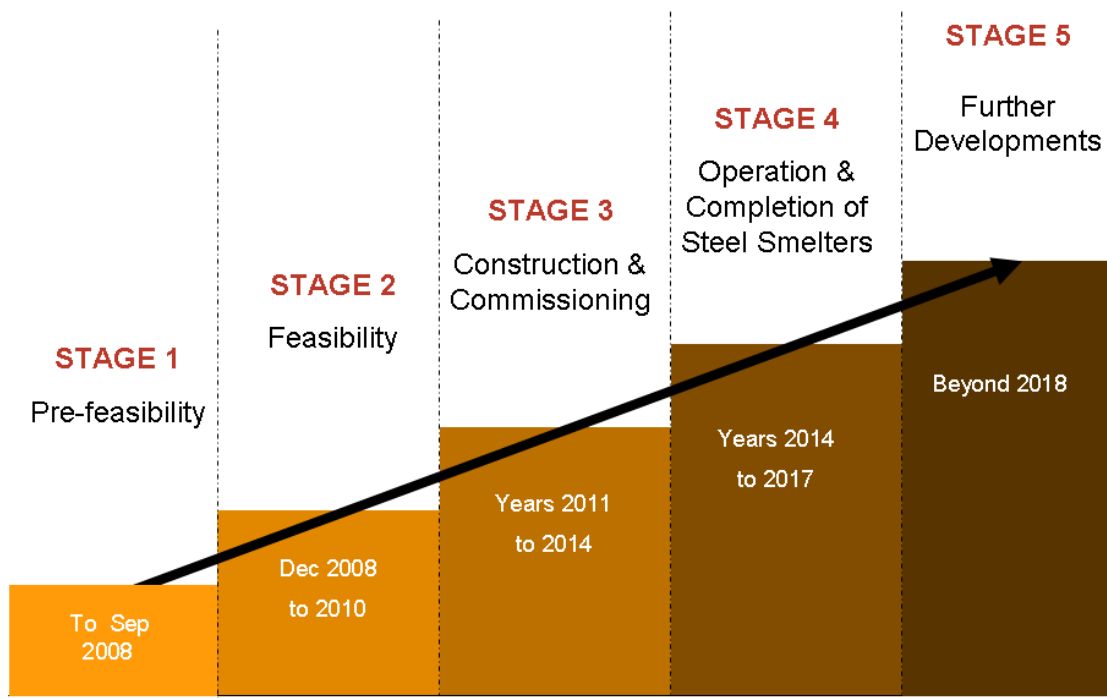 STAGE 1
Pre-feasibility
To Sep
2008
STAGE 2
Feasibility
Dec 2008
to 2010
STAGE 3
Construction &
Commissioning
Years 2011
to 2014
STAGE 4
Operation &
Completion of
Steel Smelters
Years 2014
to 2017
STAGE 5
Further
Developments
Beyond 2018